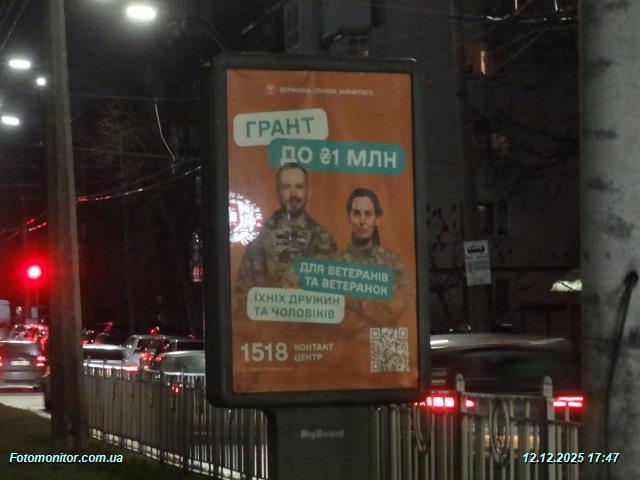 ДЕРЖАВНА СЛУЖБА ЗАЙНЯТОСТІ
ГРАНТ
ДО ₴1 МЛН
ДЛЯ ВЕТЕРАНІВ
ТА ВЕТЕРАНОК
ЇХНІХ ДРУЖИН
ТА ЧОЛОВІКІВ
1518 КОНТАКТ
ЦЕНТР
BigBoard
Fotomonitor.com.ua
12.12.2025 17:47